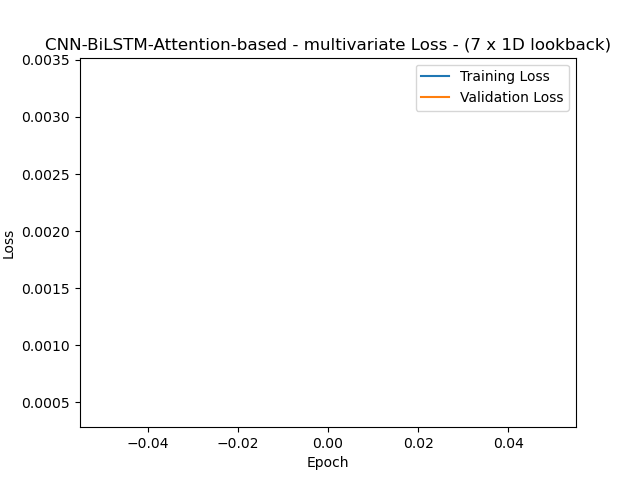 CNN-BiLSTM-Attention-based - multivariate Loss - (7 x 1D lookback)
0.0035
0.0030
0.0025
0.0020
0.0015
0.0010
0.0005
Loss
Training Loss
Validation Loss
−0.04
−0.02
0.00
0.02
0.04
Epoch